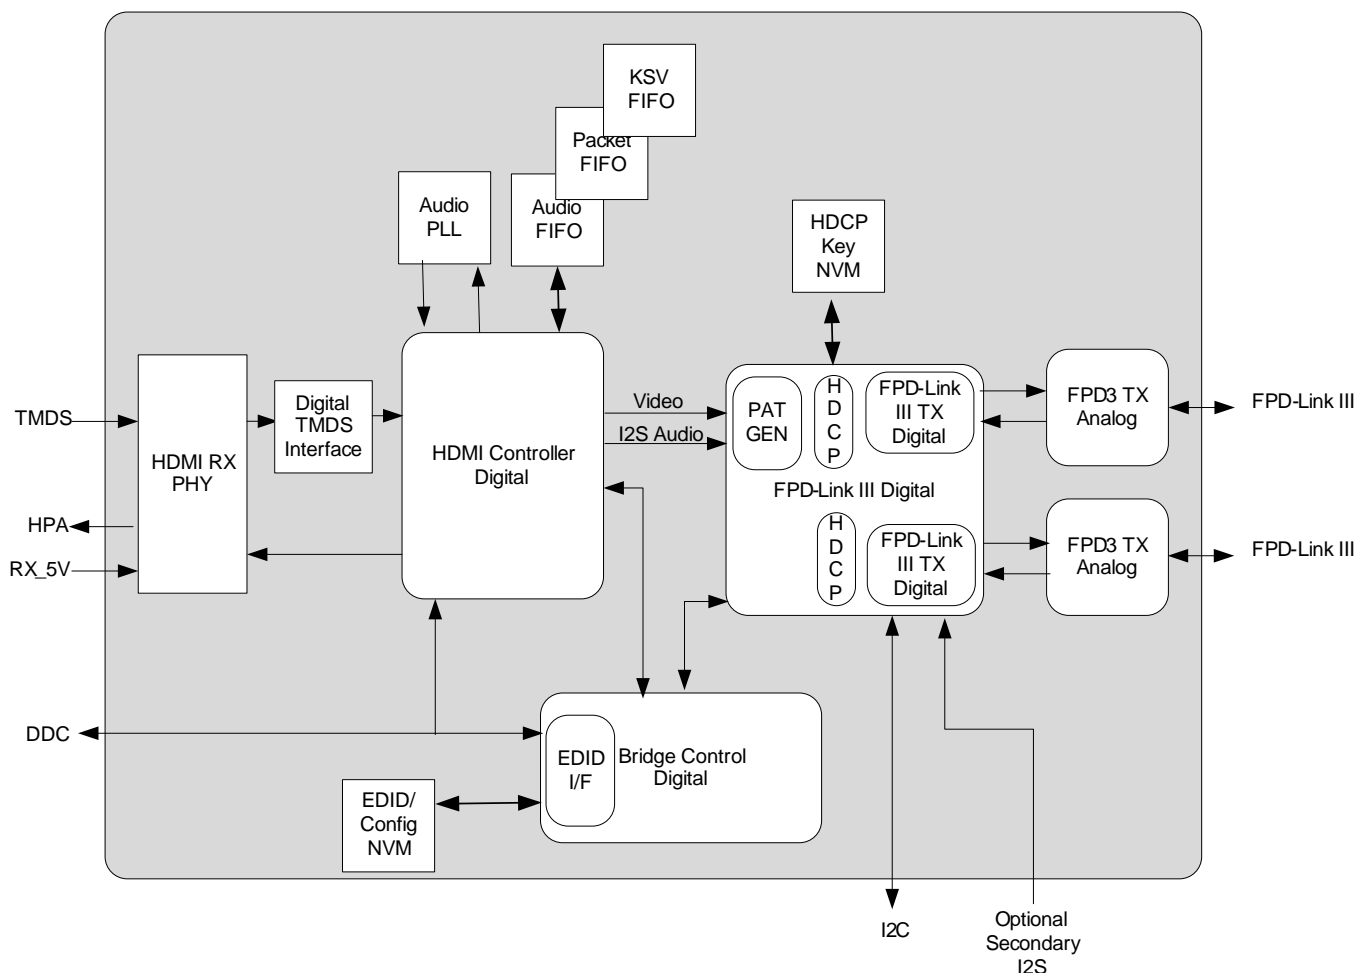 KSV
FIFO
Packet
FIFO
Audio
PLL
Audio
FIFO
HDCP
Key
NVM
TMDS
HDMI RX
PHY
Digital
TMDS
Interface
HDMI Controller
Digital
Video
I2S Audio
PAT
GEN
H
D
C
P
FPD-Link
III TX
Digital
FPD-Link III Digital
H
D
C
P
FPD-Link
III TX
Digital
FPD3 TX
Analog
FPD-Link III
FPD3 TX
Analog
FPD-Link III
HPA
RX_5V
DDC
EDID
I/F
Bridge Control
Digital
EDID/
Config
NVM
I2C
Optional
Secondary
I2S